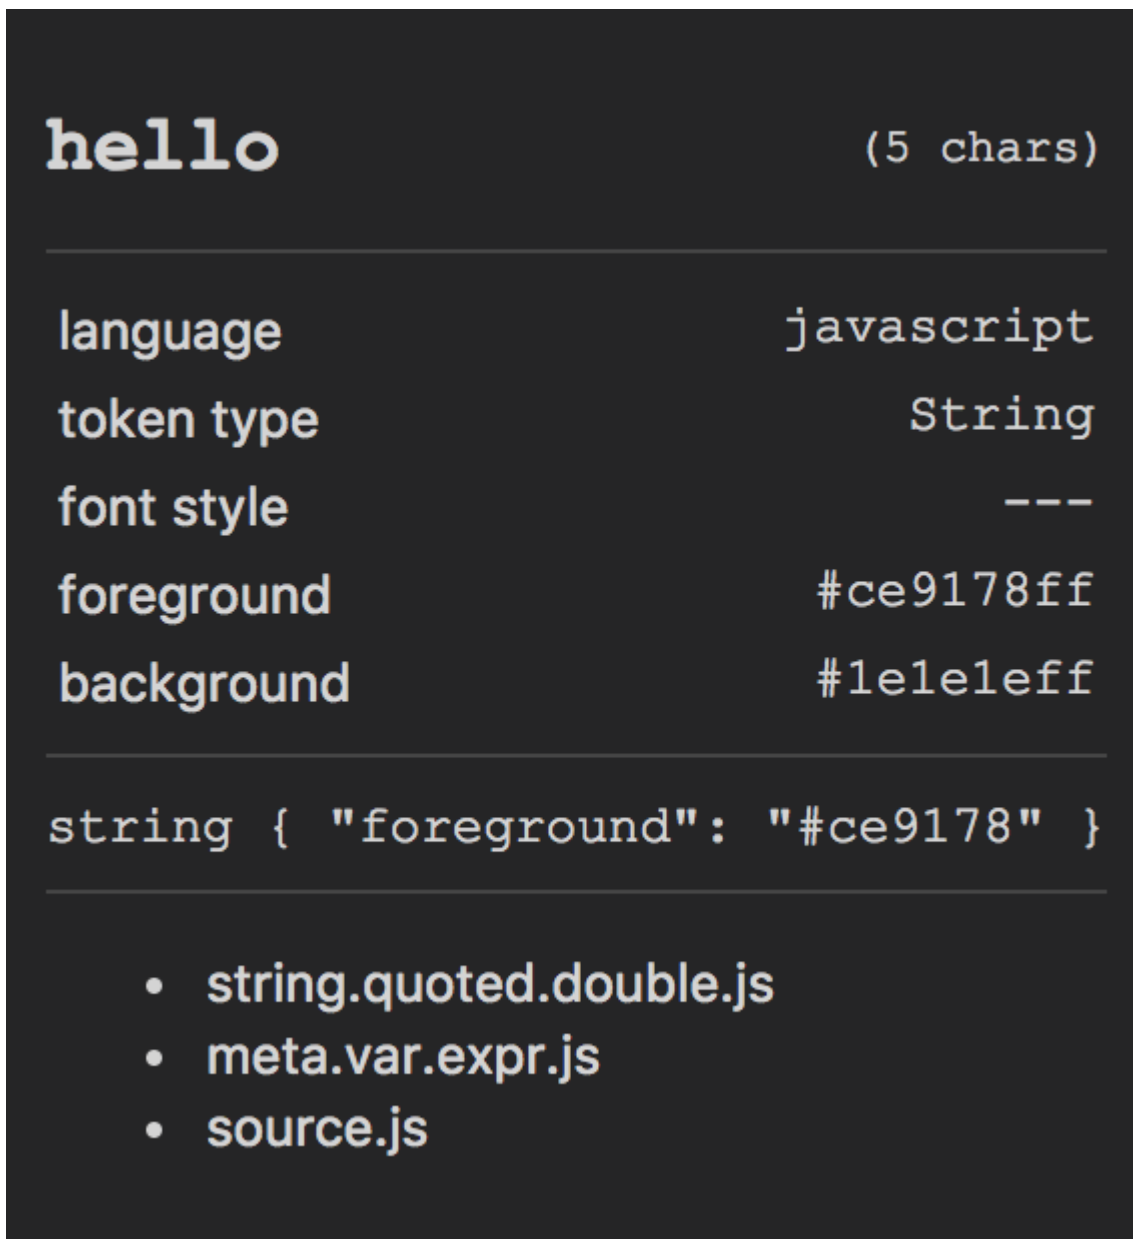 hello (5 chars)
language javascript
token type String
font style ---
foreground #ce9178ff
background #1e1e1eff
string { "foreground": "#ce9178" }
• string.quoted.double.js
• meta.var.expr.js
• source.js